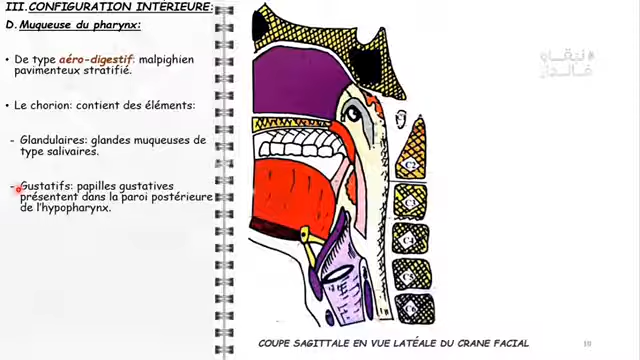 III.CONFIGURATION INTÉRIEURE:
D. Muqueuse du pharynx:
• De type aéro-digestif: malpighien
pavimenteux stratifié.
• Le chorion: contient des éléments:
- Glandulaires: glandes muqueuses de
type salivaires.
- Gustatifs: papilles gustatives
présentent dans la paroi postérieure
de l'hypopharynx.
C2
C3
C4
C5
C6
COUPE SAGITTALE EN VUE LATÉALE DU CRANE FACIAL
10